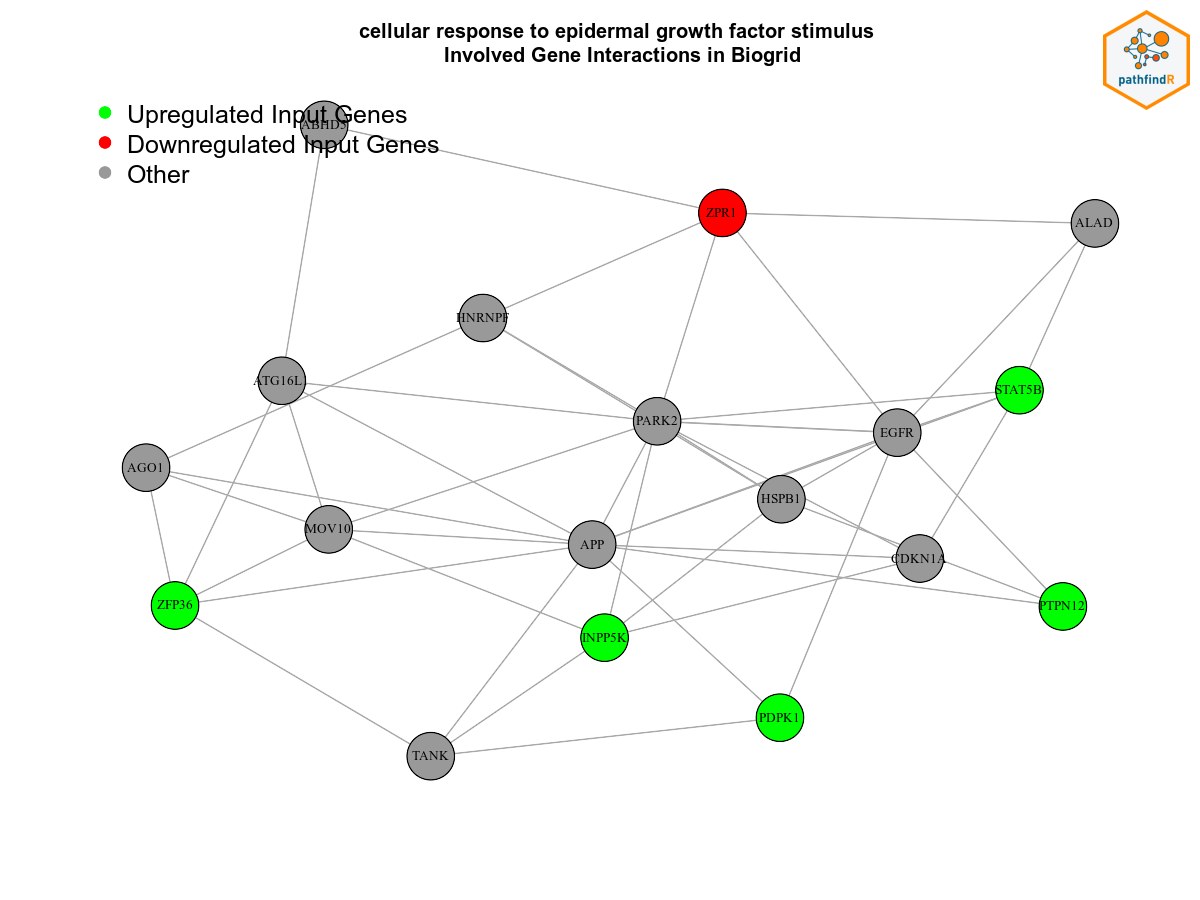 cellular response to epidermal growth factor stimulus
Involved Gene Interactions in Biogrid
pathfindR
Upregulated Input Genes
ABHD5
Downregulated Input Genes
Other
ZPR1
ALAD
HNRNPF
ATG16L1
STAT5B
PARK2
EGFR
AGO1
HSPB1
MOV10
APP
CDKN1A
ZFP36
PTPN12
INPP5K
PDPK1
TANK